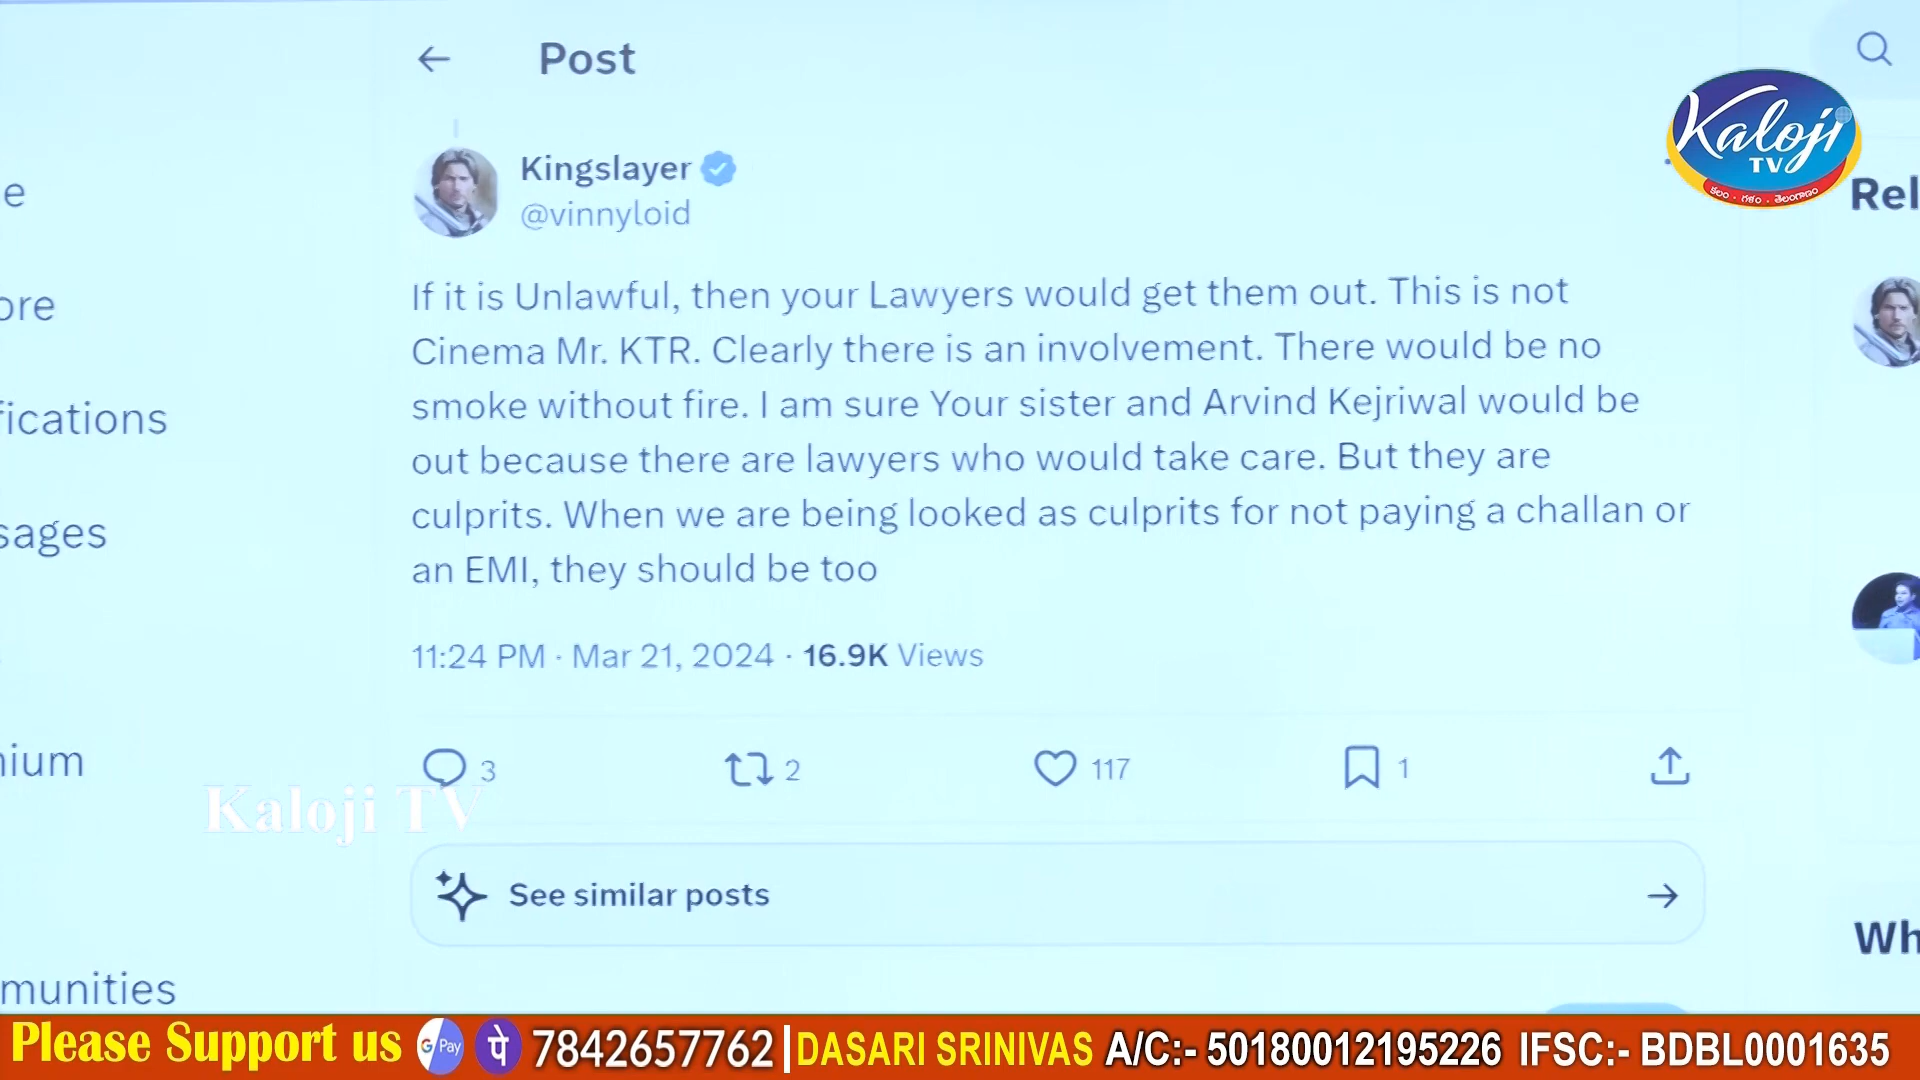 Post
Kaloji
TV
కలం · గళం · తెలంగాణం
Kingslayer
@vinnyloid
Rel
e
If it is Unlawful, then your Lawyers would get them out. This is not
ore
Cinema Mr. KTR. Clearly there is an involvement. There would be no
smoke without fire. I am sure Your sister and Arvind Kejriwal would be
fications
out because there are lawyers who would take care. But they are
culprits. When we are being looked as culprits for not paying a challan or
sages
an EMI, they should be too
11:24 PM · Mar 21, 2024 · 16.9K Views
nium
3 2 117 1
Kaloji TV
See similar posts
Wh
munities
Please Support us G Pay पे 7842657762 | DASARI SRINIVAS A/C:- 50180012195226 IFSC:- BDBL0001635